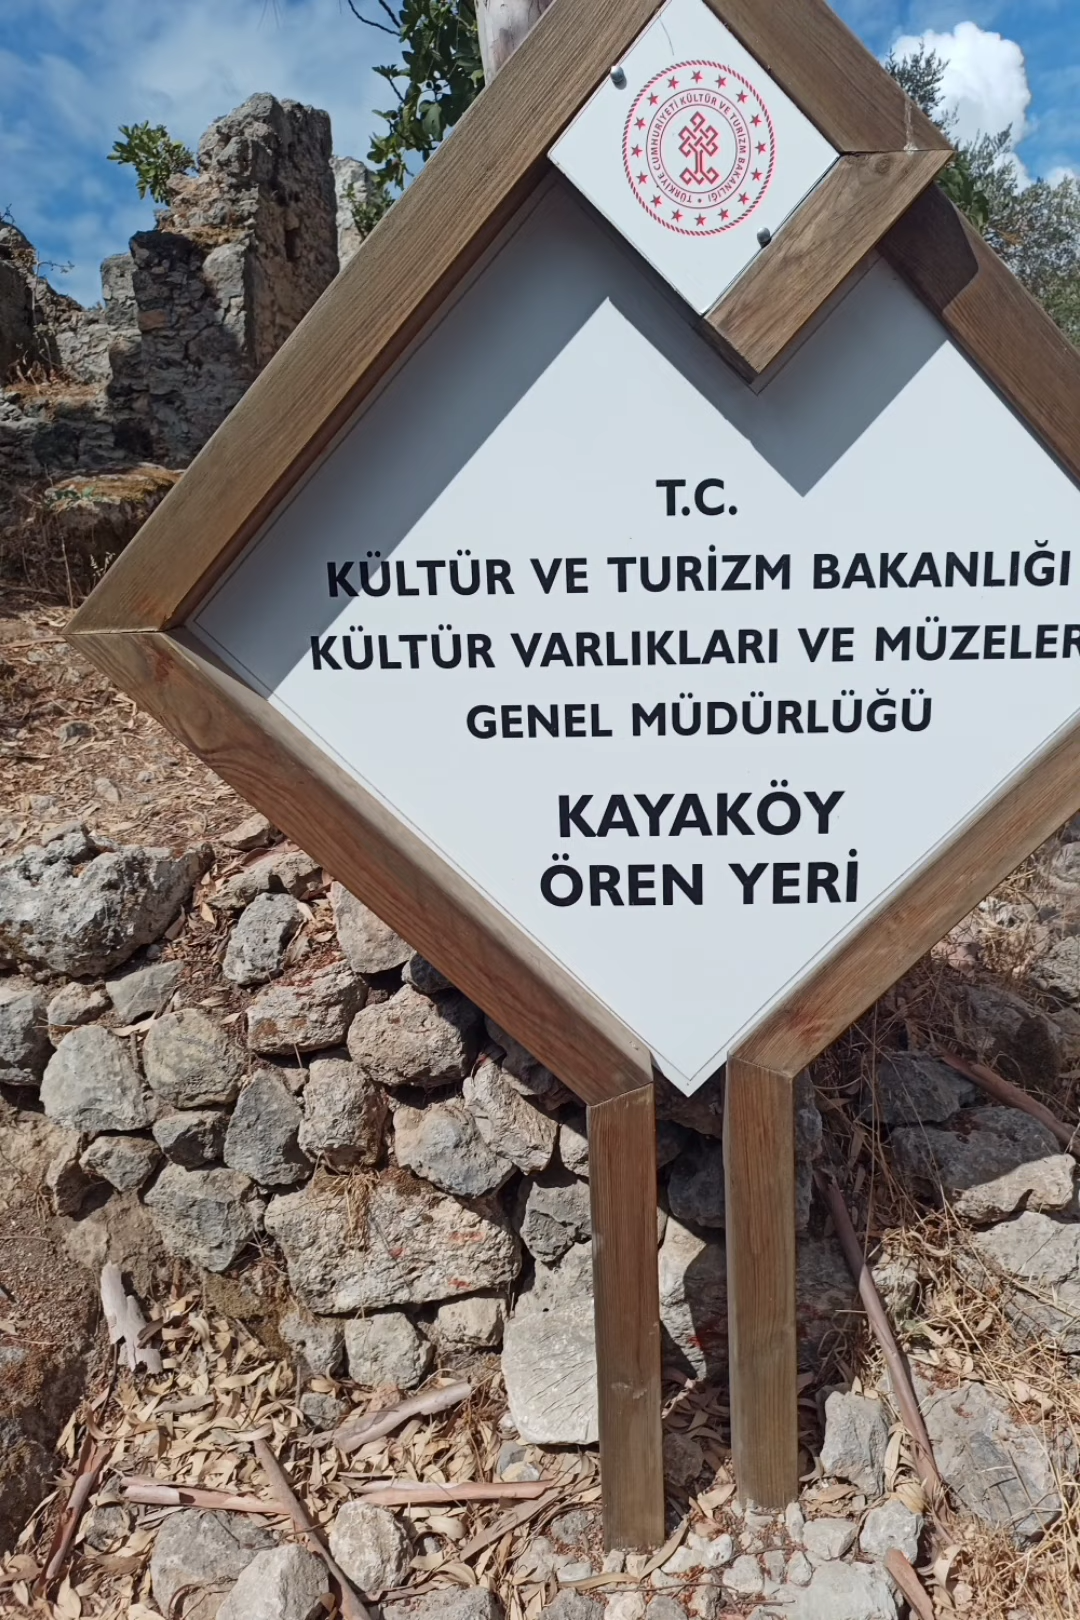 TÜRKİYE CUMHURİYETİ KÜLTÜR VE TURİZM BAKANLIĞI
T.C.
KÜLTÜR VE TURİZM BAKANLIĞI
KÜLTÜR VARLIKLARI VE MÜZELER
GENEL MÜDÜRLÜĞÜ
KAYAKÖY
ÖREN YERİ